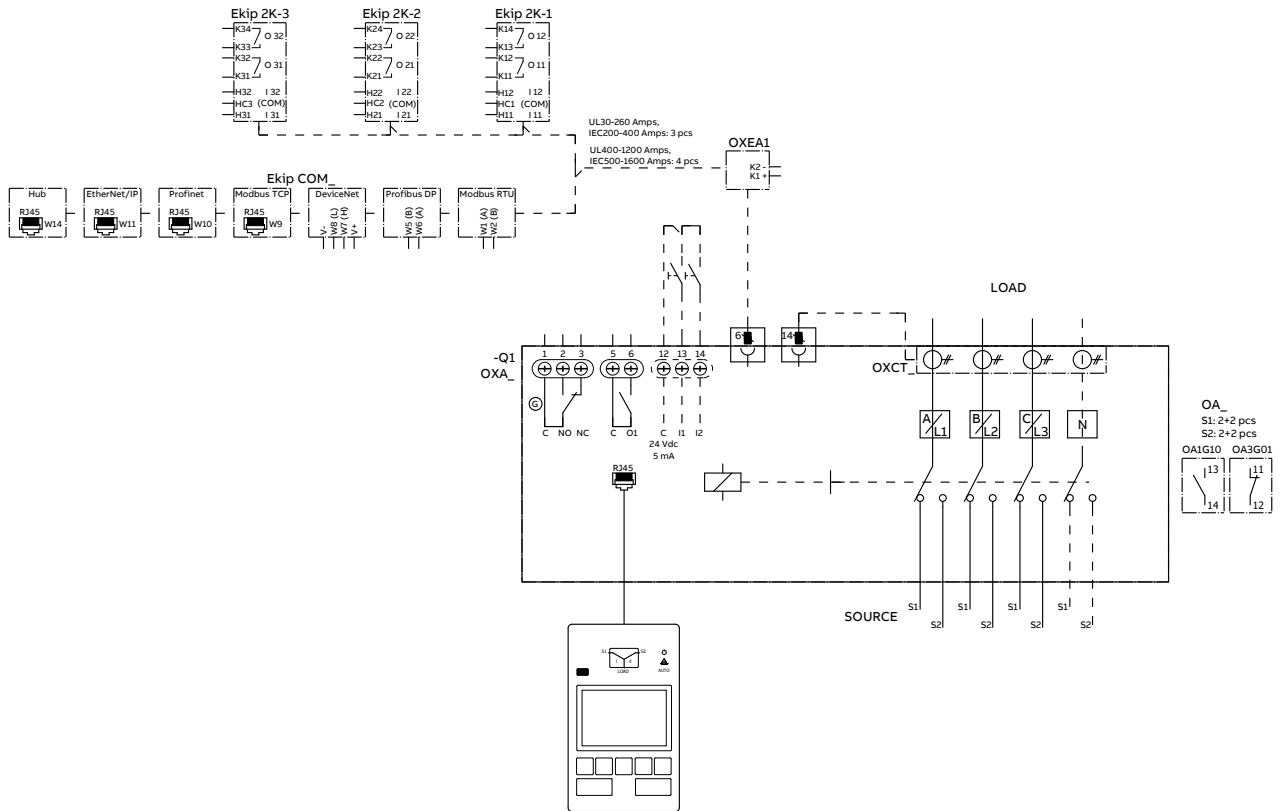 Ekip 2K-3
K34
O 32
K33
K32
O 31
K31
H32 I 32
HC3 (COM)
H31 I 31
Ekip 2K-2
K24
O 22
K23
K22
O 21
K21
H22 I 22
HC2 (COM)
H21 I 21
Ekip 2K-1
K14
O 12
K13
K12
O 11
K11
H12 I 12
HC1 (COM)
H11 I 11
UL30-260 Amps,
IEC200-400 Amps: 3 pcs
UL400-1200 Amps,
IEC500-1600 Amps: 4 pcs
OXEA1
K2 -
K1 +
Ekip COM_
Hub
RJ45
W14
EtherNet/IP
RJ45
W11
Profinet
RJ45
W10
Modbus TCP
RJ45
W9
DeviceNet
V-
W8 (L)
W7 (H)
V+
Profibus DP
W5 (B)
W6 (A)
Modbus RTU
W1 (A)
W2 (B)
LOAD
-Q1
OXA_
1 2 3
5 6
12 13 14
6
14
OXCT_
G
C NO NC
C O1
C I1 I2
24 Vdc
5 mA
RJ45
A/L1
B/L2
C/L3
N
OA_
S1: 2+2 pcs
S2: 2+2 pcs
OA1G10 OA3G01
13
14
11
12
SOURCE
S1 S1 S1 S1
S2 S2 S2 S2
S1 S2
I II
LOAD
AUTO